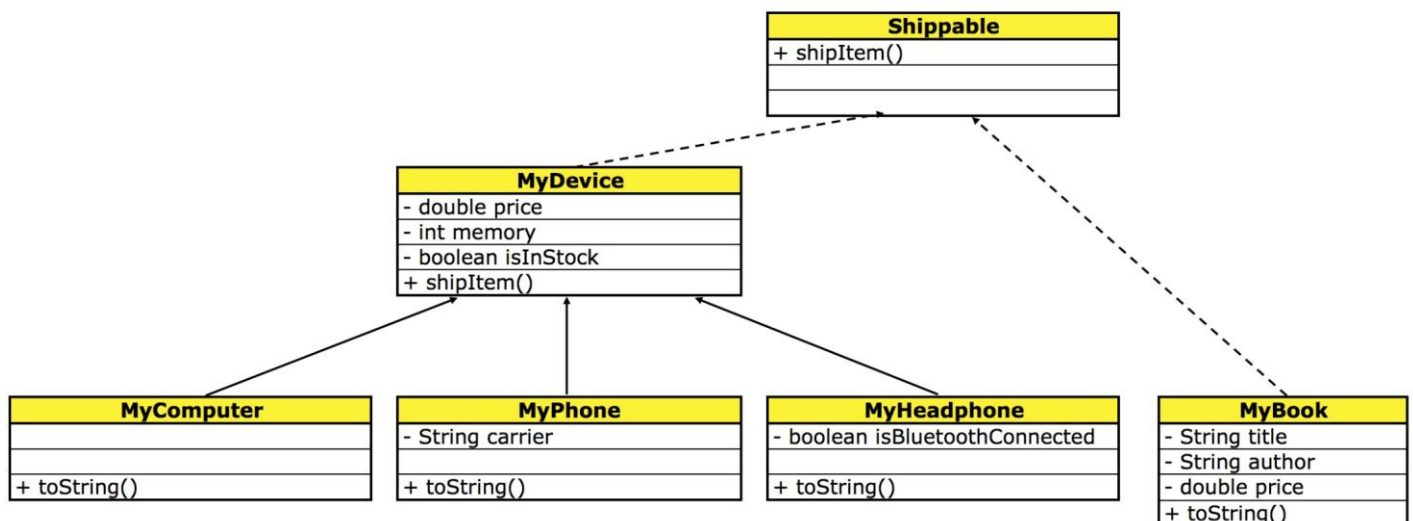 Shippable
+ shipItem()
MyDevice
- double price
- int memory
- boolean isInStock
+ shipItem()
MyComputer
+ toString()
MyPhone
- String carrier
+ toString()
MyHeadphone
- boolean isBluetoothConnected
+ toString()
MyBook
- String title
- String author
- double price
+ toString()